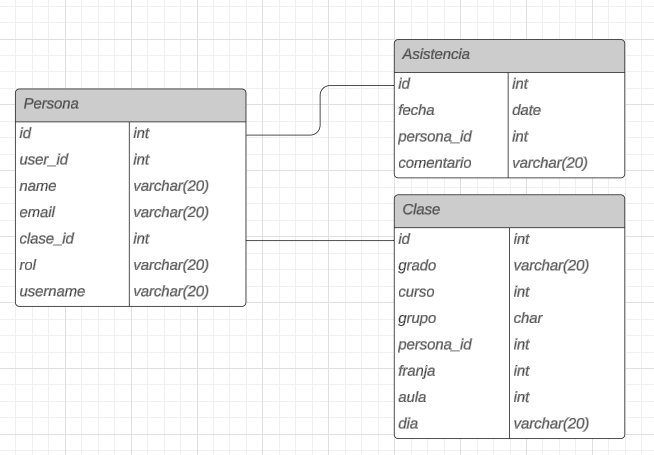 Persona
id int
user_id int
name varchar(20)
email varchar(20)
clase_id int
rol varchar(20)
username varchar(20)
Asistencia
id int
fecha date
persona_id int
comentario varchar(20)
Clase
id int
grado varchar(20)
curso int
grupo char
persona_id int
franja int
aula int
dia varchar(20)